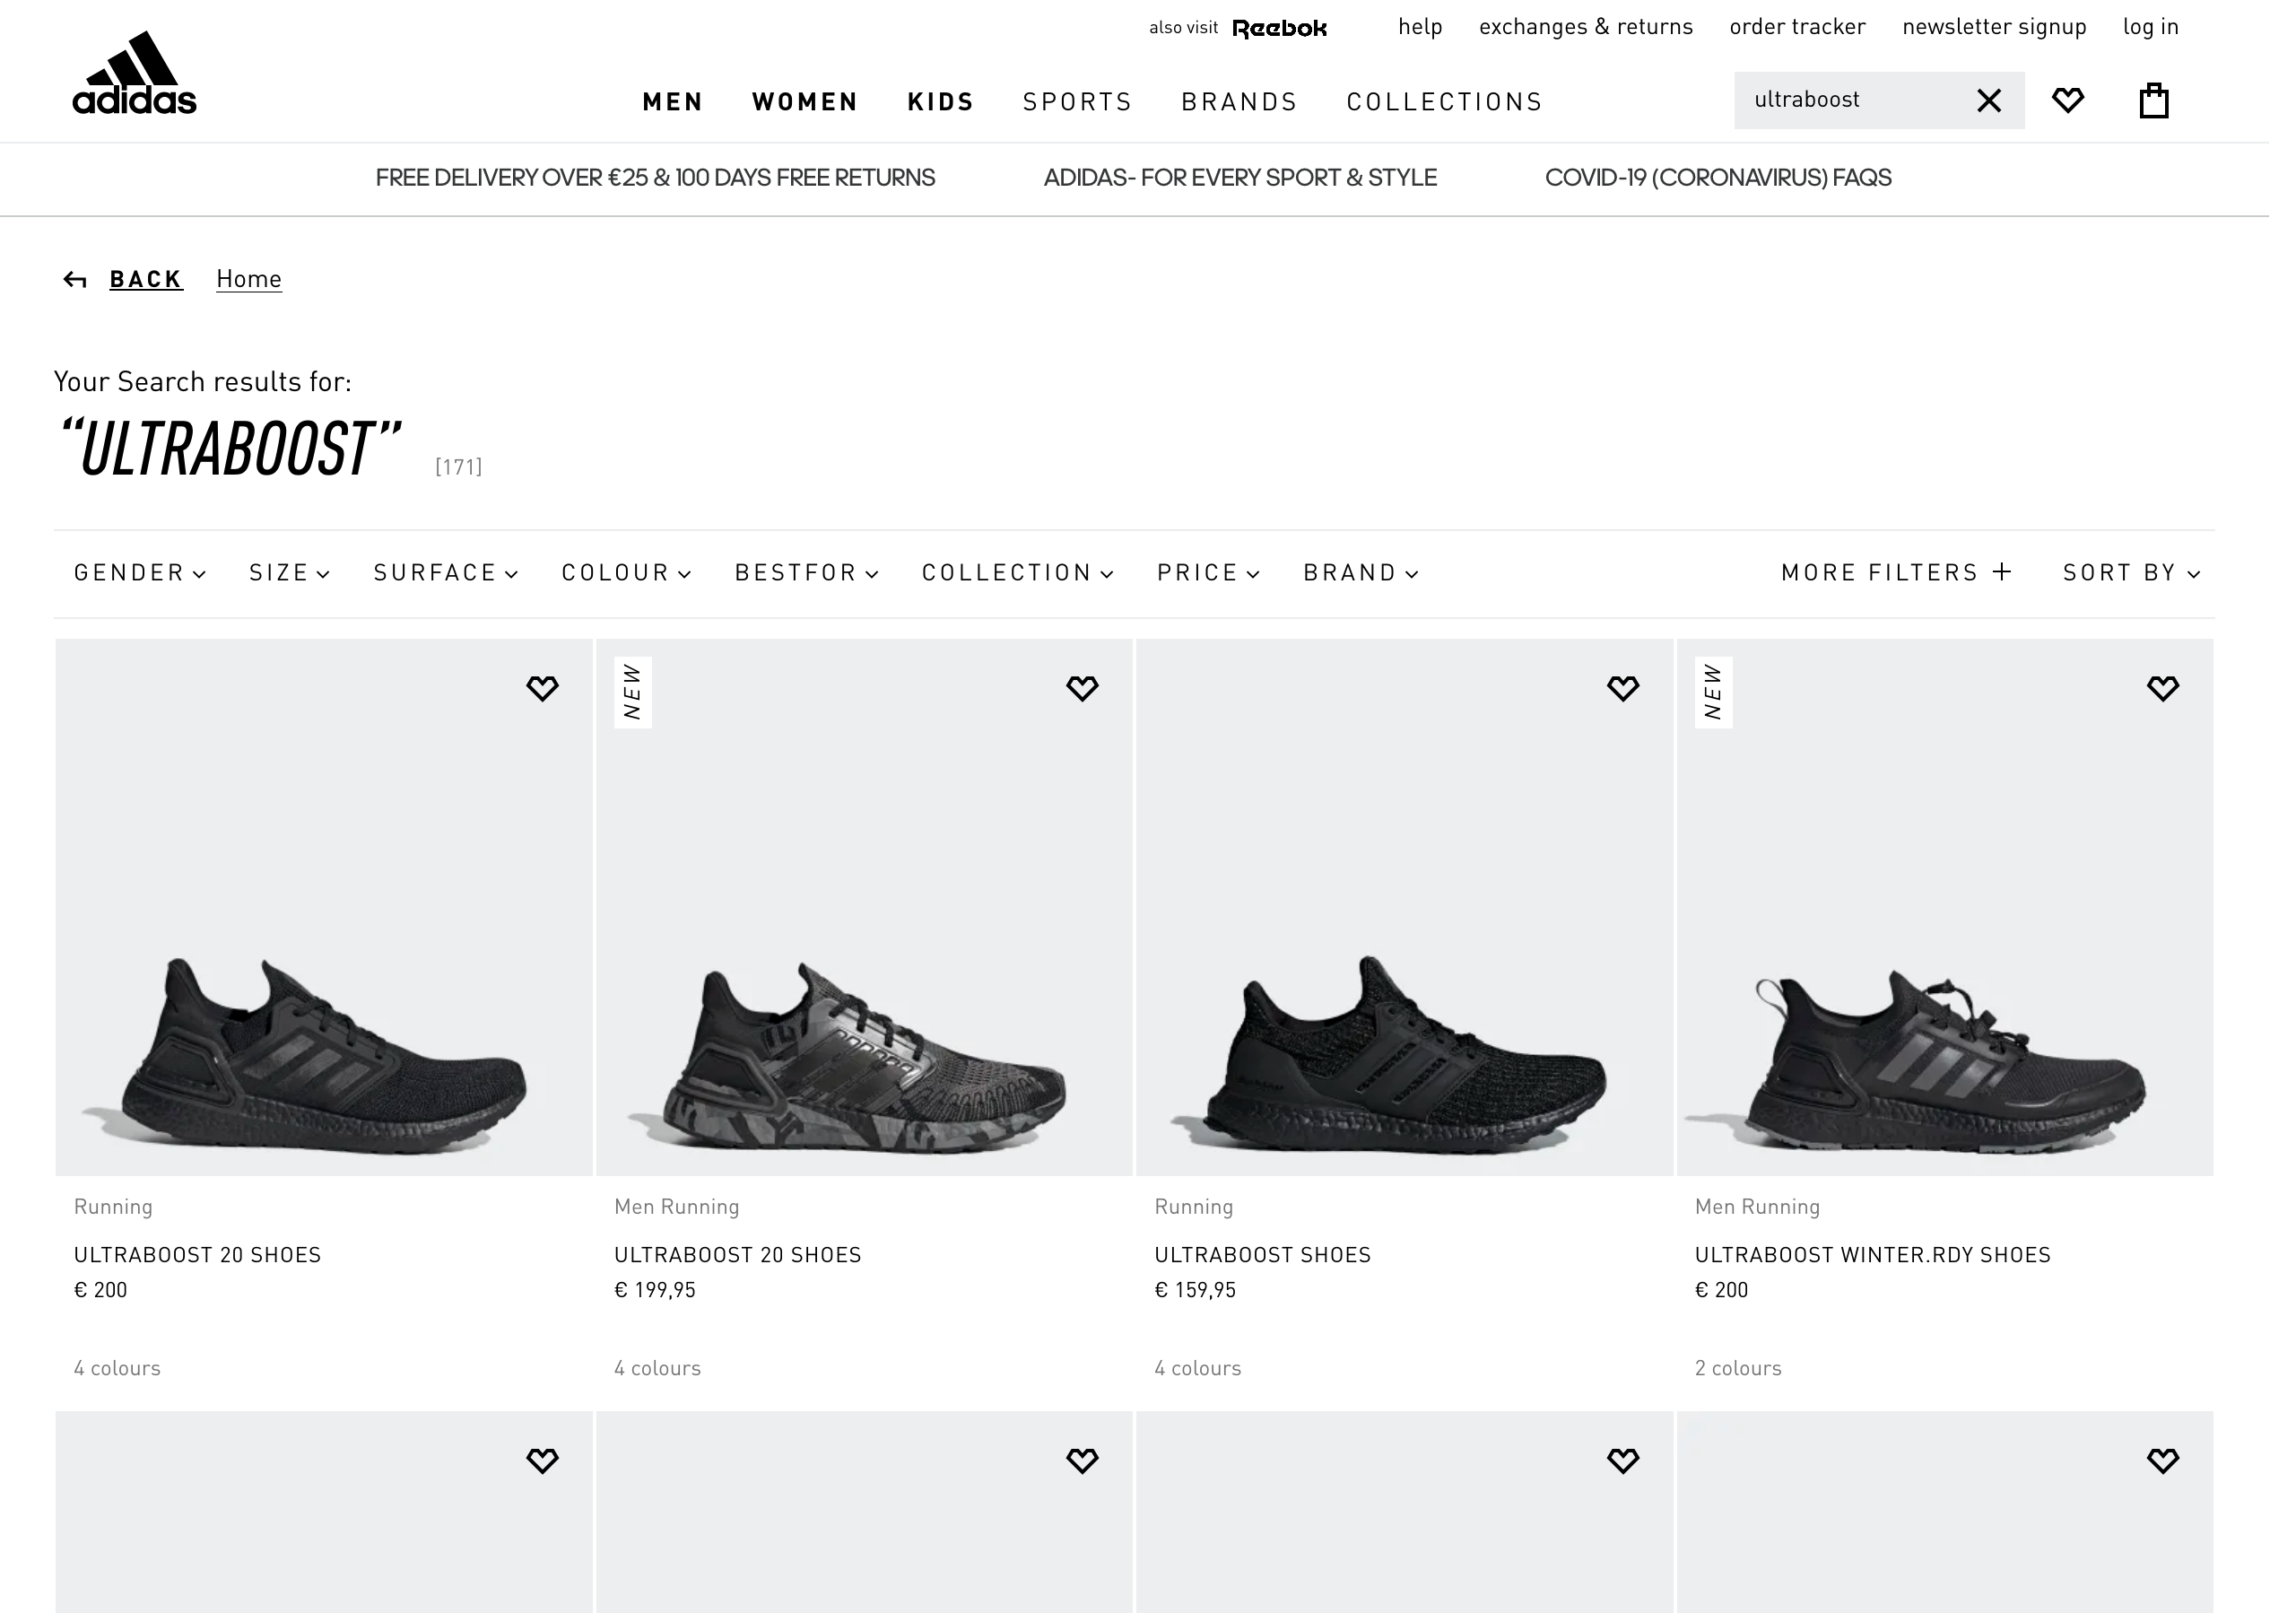 also visit Reebok help exchanges & returns order tracker newsletter signup log in
adidas
MEN WOMEN KIDS SPORTS BRANDS COLLECTIONS ultraboost
FREE DELIVERY OVER €25 & 100 DAYS FREE RETURNS ADIDAS- FOR EVERY SPORT & STYLE COVID-19 (CORONAVIRUS) FAQS
BACK Home
Your Search results for:
“ULTRABOOST” [171]
GENDER SIZE SURFACE COLOUR BESTFOR COLLECTION PRICE BRAND MORE FILTERS + SORT BY
NEW NEW
Running Men Running Running Men Running
ULTRABOOST 20 SHOES ULTRABOOST 20 SHOES ULTRABOOST SHOES ULTRABOOST WINTER.RDY SHOES
€ 200 € 199,95 € 159,95 € 200
4 colours 4 colours 4 colours 2 colours